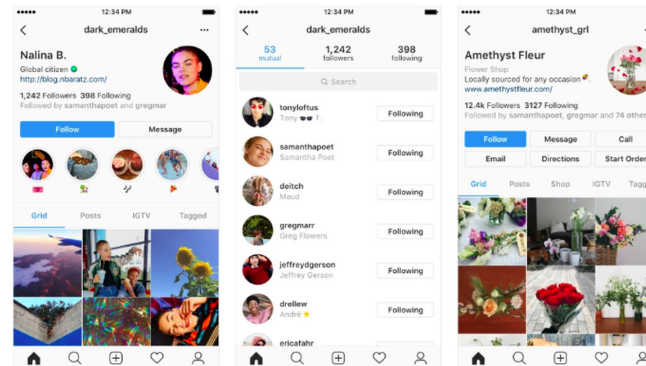 12:34 PM
dark_emeralds
Nalina B.
Global citizen
http://blog.nbaratz.com/
1,242 Followers 398 Following
Followed by samanthapoet and gregmar
Follow
Message
Grid
Posts
IGTV
Tagged
12:34 PM
dark_emeralds
53
mutual
1,242
followers
398
following
Search
tonyloftus
Tony T.
Following
samanthapoet
Samantha Poet
Following
deitch
Maud
Following
gregmarr
Greg Flowers
Following
jeffreydgerson
Jeffrey Gerson
Following
drellew
André
Following
ericafahr
12:34 PM
amethyst_grl
Amethyst Fleur
Flower Shop
Locally sourced for any occasion
www.amethystfleur.com/
12.4k Followers 3127 Following
Followed by samanthapoet, gregmar and 74 other
Follow
Message
Call
Email
Directions
Start Order
Grid
Posts
Shop
IGTV
Tagg